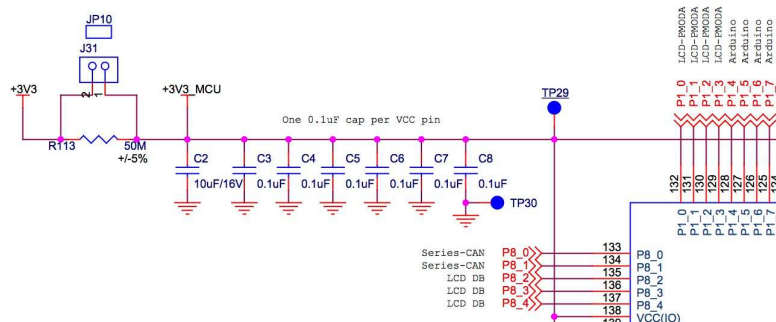 JP10
J31
+3V3
2
1
+3V3_MCU
R113
50M
+/-5%
One 0.1uF cap per VCC pin
TP29
C2
10uF/16V
C3
0.1uF
C4
0.1uF
C5
0.1uF
C6
0.1uF
C7
0.1uF
C8
0.1uF
TP30
LCD-PMODA
LCD-PMODA
LCD-PMODA
LCD-PMODA
Arduino
Arduino
Arduino
Arduino
P1_0
P1_1
P1_2
P1_3
P1_4
P1_5
P1_6
P1_7
132
131
130
129
128
127
126
125
124
P1_0
P1_1
P1_2
P1_3
P1_4
P1_5
P1_6
P1_7
Series-CAN P8_0 133 P8_0
Series-CAN P8_1 134 P8_1
LCD DB P8_2 135 P8_2
LCD DB P8_3 136 P8_3
LCD DB P8_4 137 P8_4
138 VCC(IO)
139